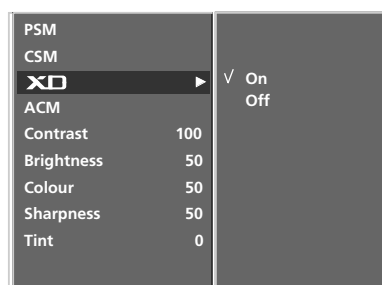 PSM
CSM
XD
ACM
Contrast 100
Brightness 50
Colour 50
Sharpness 50
Tint 0
√ On
Off